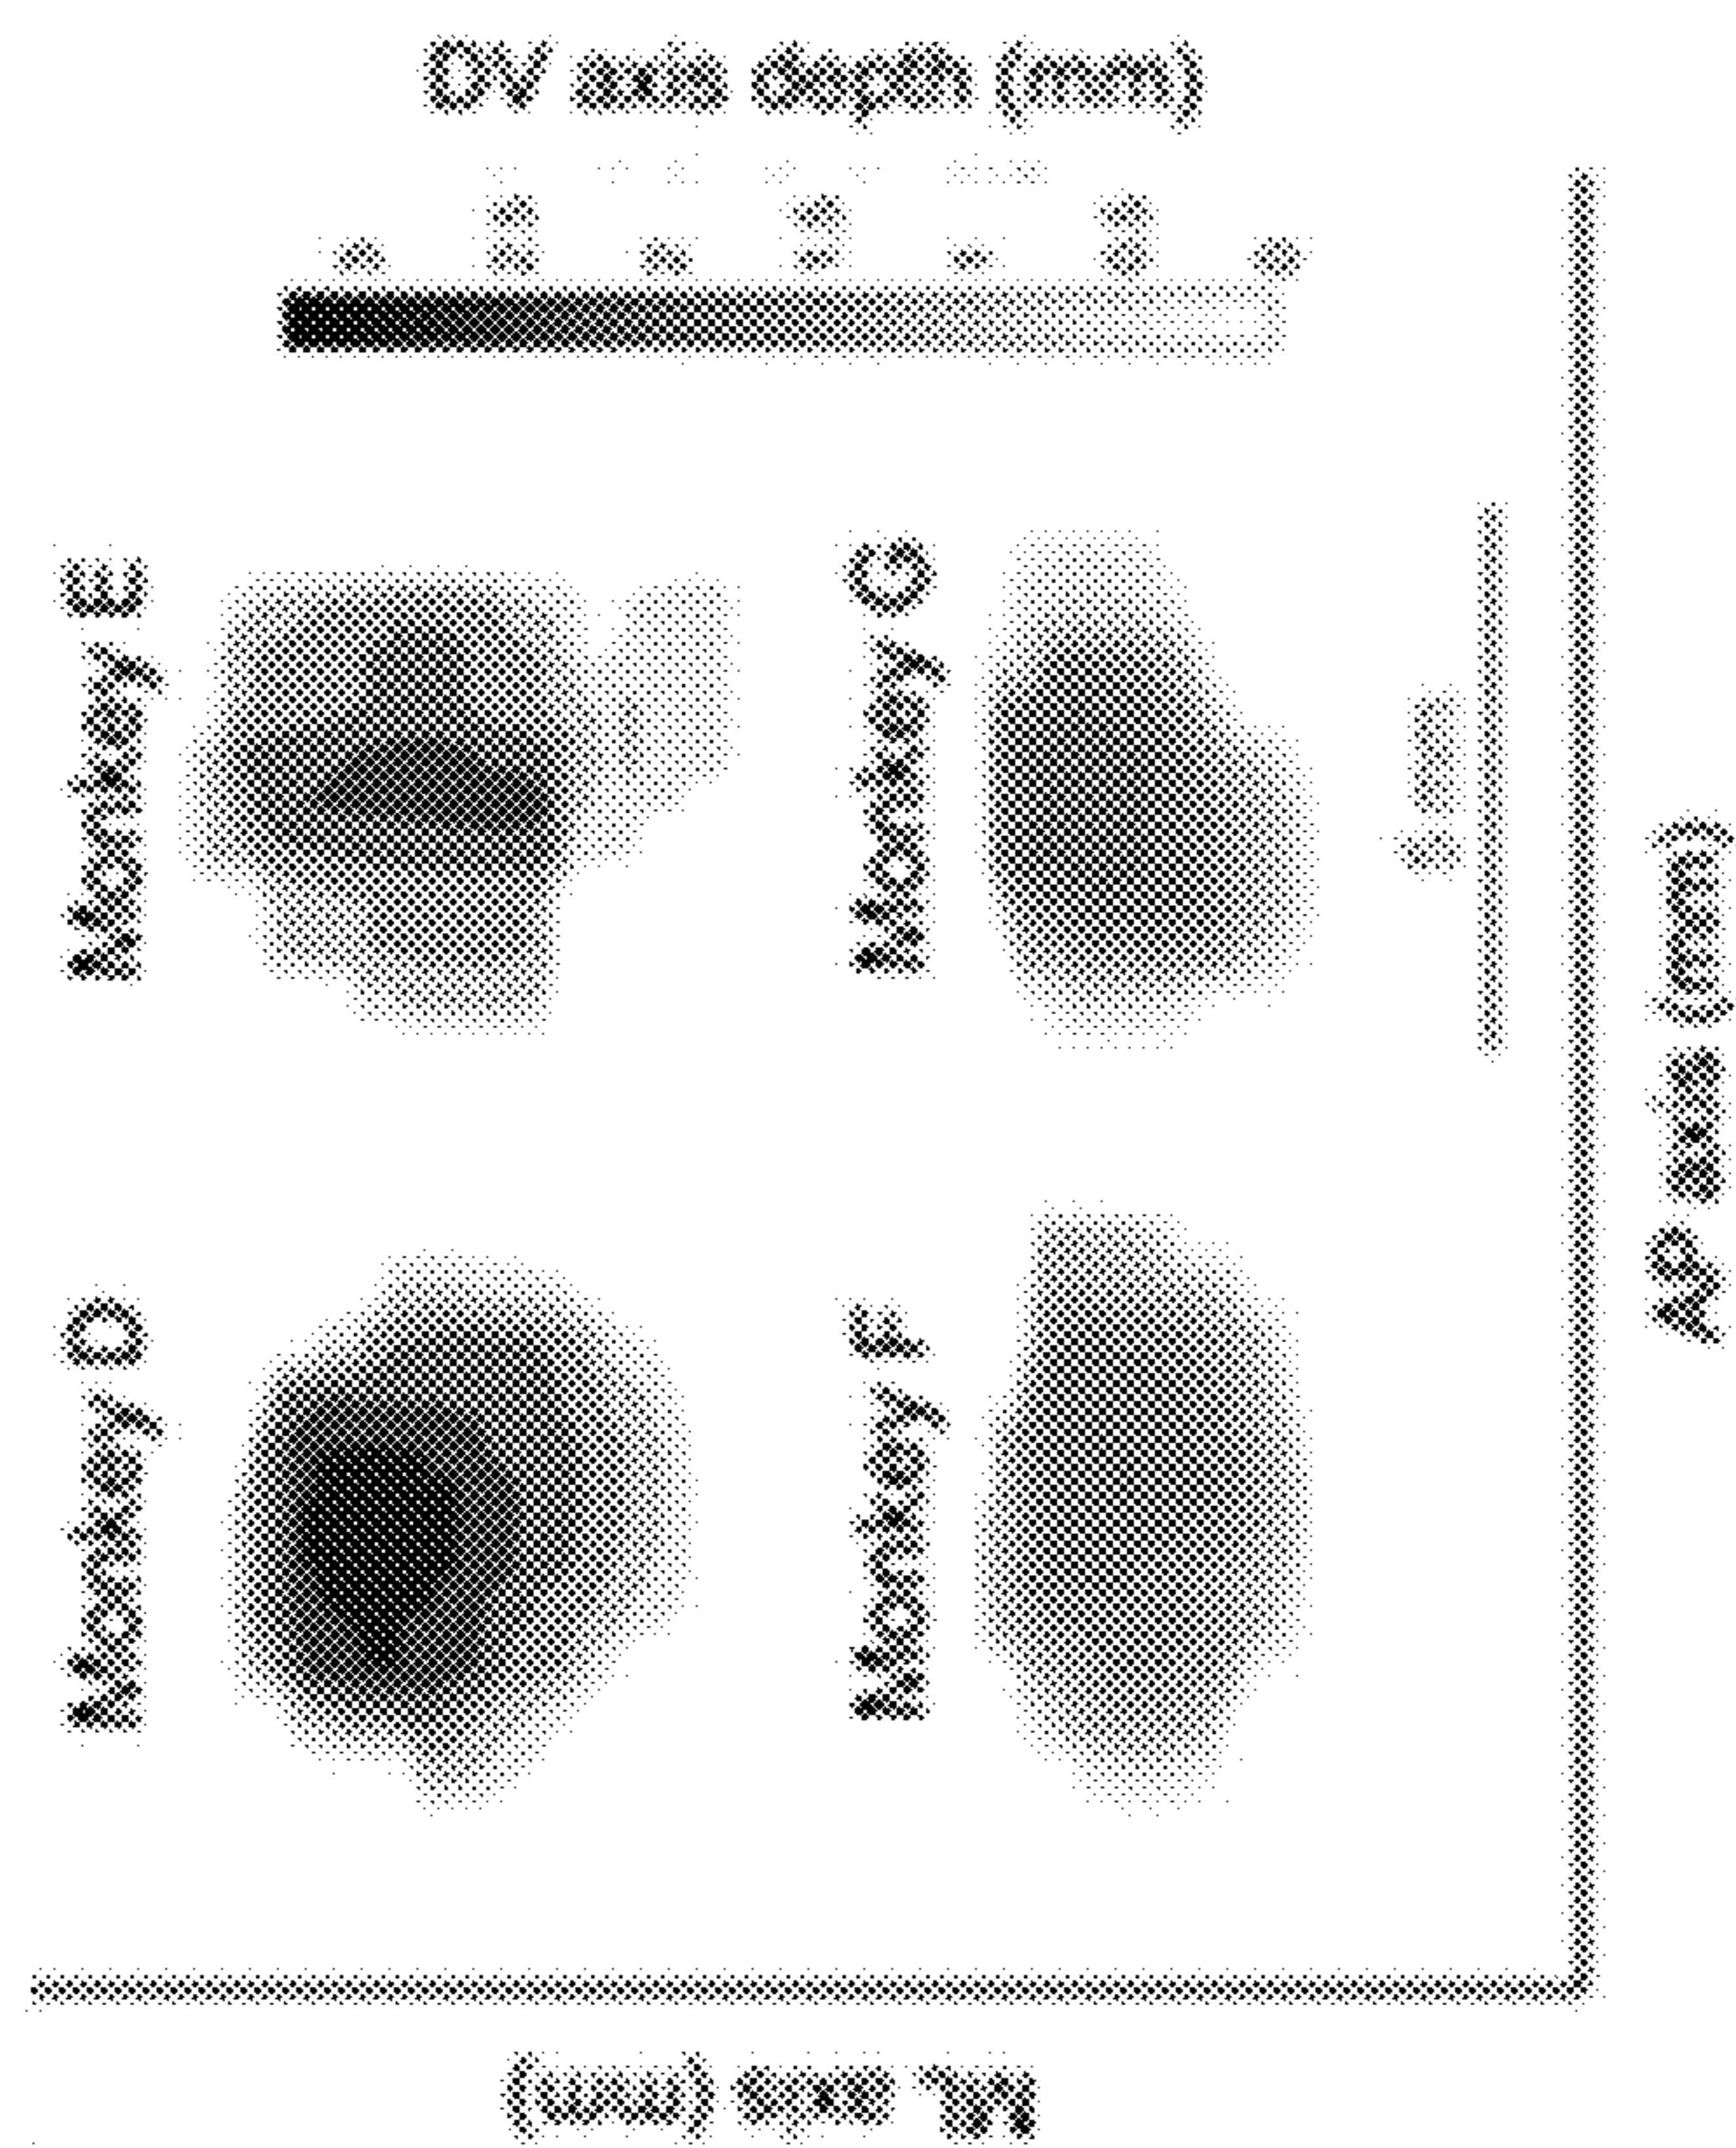 DV axis depth (mm)
Monkey E
Monkey G
Monkey D
Monkey F
AP axis (mm)
ML axis (mm)